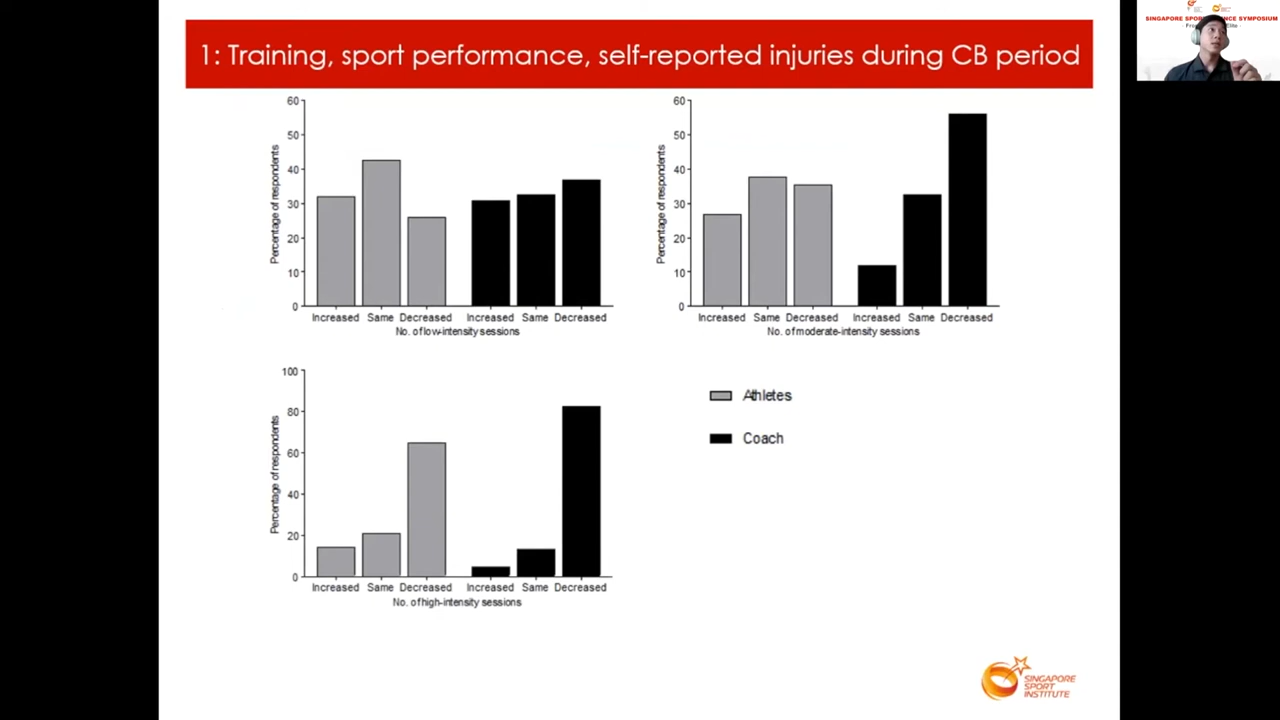 1: Training, sport performance, self-reported injuries during CB period
SINGAPORE SPORT SCIENCE SYMPOSIUM
60
50
40
30
20
10
0
Percentage of respondents
Increased Same Decreased Increased Same Decreased
No. of low-intensity sessions
60
50
40
30
20
10
0
Percentage of respondents
Increased Same Decreased Increased Same Decreased
No. of moderate-intensity sessions
100
80
60
40
20
0
Percentage of respondents
Increased Same Decreased Increased Same Decreased
No. of high-intensity sessions
Athletes
Coach
SINGAPORE
SPORT
INSTITUTE